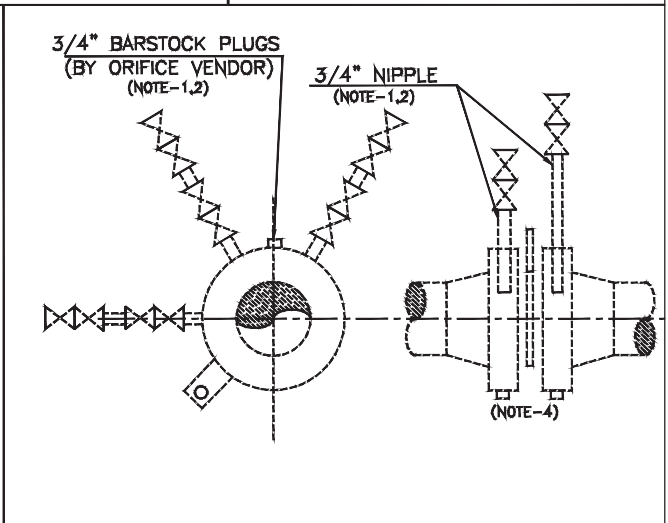 3/4" BARSTOCK PLUGS
(BY ORIFICE VENDOR)
(NOTE-1,2)
3/4" NIPPLE
(NOTE-1,2)
(NOTE-4)